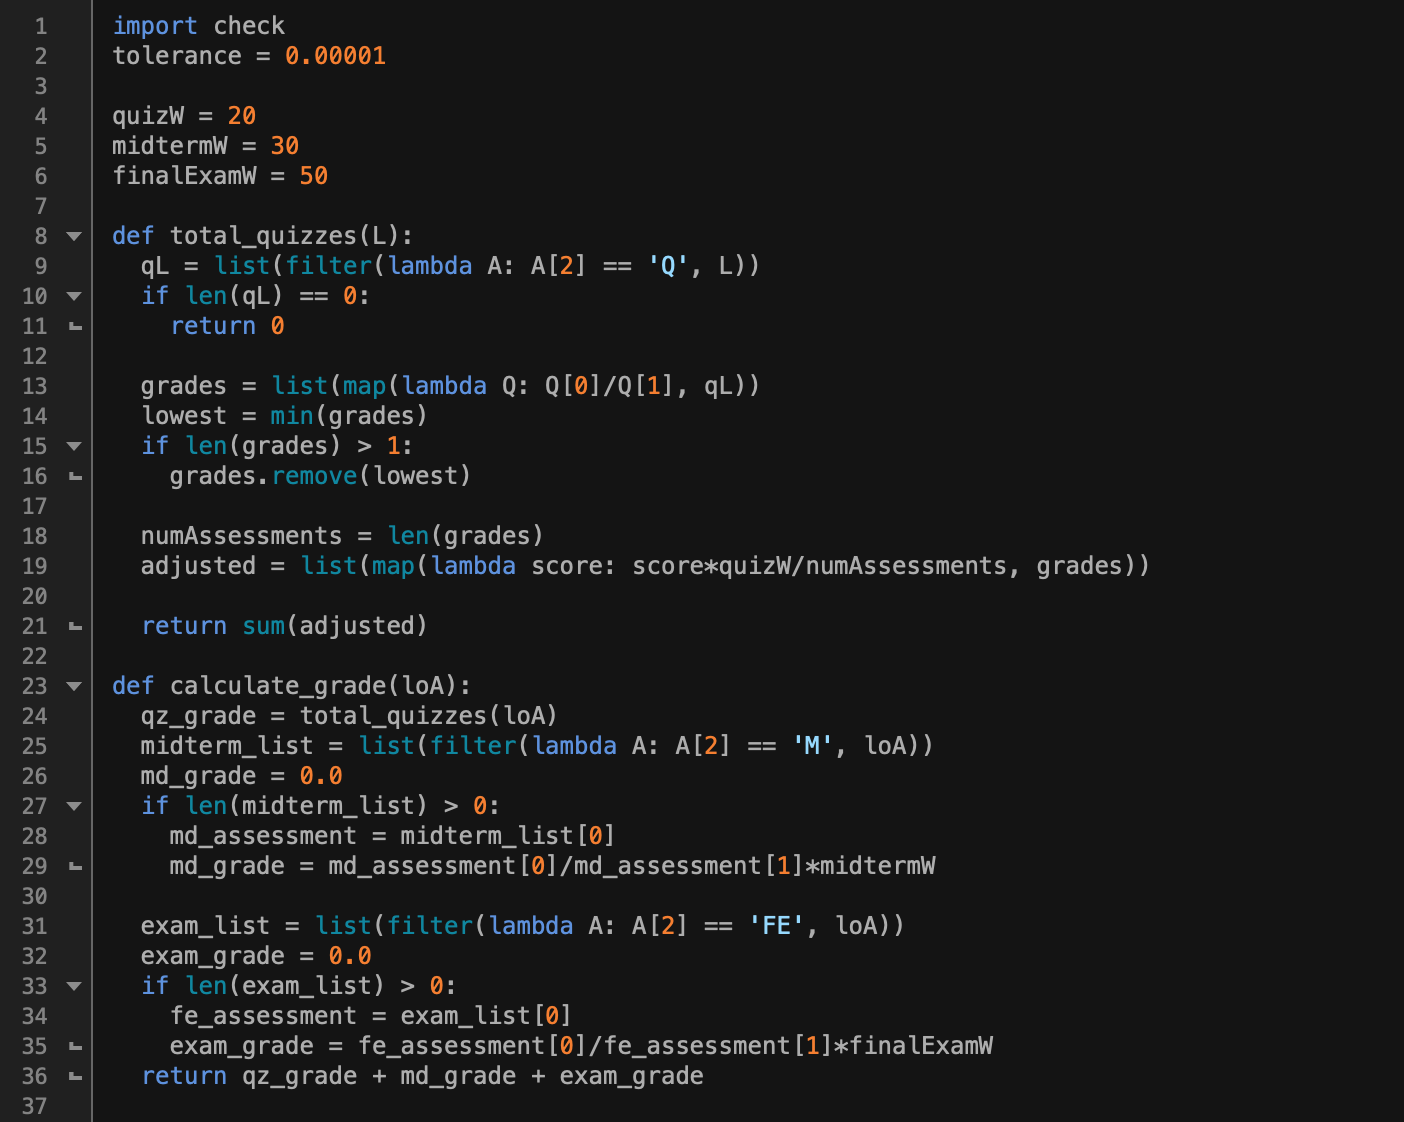 1 import check
2 tolerance = 0.00001
3
4 quizW = 20
5 midtermW = 30
6 finalExamW = 50
7
8 def total_quizzes(L):
9   qL = list(filter(lambda A: A[2] == 'Q', L))
10   if len(qL) == 0:
11     return 0
12
13   grades = list(map(lambda Q: Q[0]/Q[1], qL))
14   lowest = min(grades)
15   if len(grades) > 1:
16     grades.remove(lowest)
17
18   numAssessments = len(grades)
19   adjusted = list(map(lambda score: score*quizW/numAssessments, grades))
20
21   return sum(adjusted)
22
23 def calculate_grade(loA):
24   qz_grade = total_quizzes(loA)
25   midterm_list = list(filter(lambda A: A[2] == 'M', loA))
26   md_grade = 0.0
27   if len(midterm_list) > 0:
28     md_assessment = midterm_list[0]
29     md_grade = md_assessment[0]/md_assessment[1]*midtermW
30
31   exam_list = list(filter(lambda A: A[2] == 'FE', loA))
32   exam_grade = 0.0
33   if len(exam_list) > 0:
34     fe_assessment = exam_list[0]
35     exam_grade = fe_assessment[0]/fe_assessment[1]*finalExamW
36   return qz_grade + md_grade + exam_grade
37